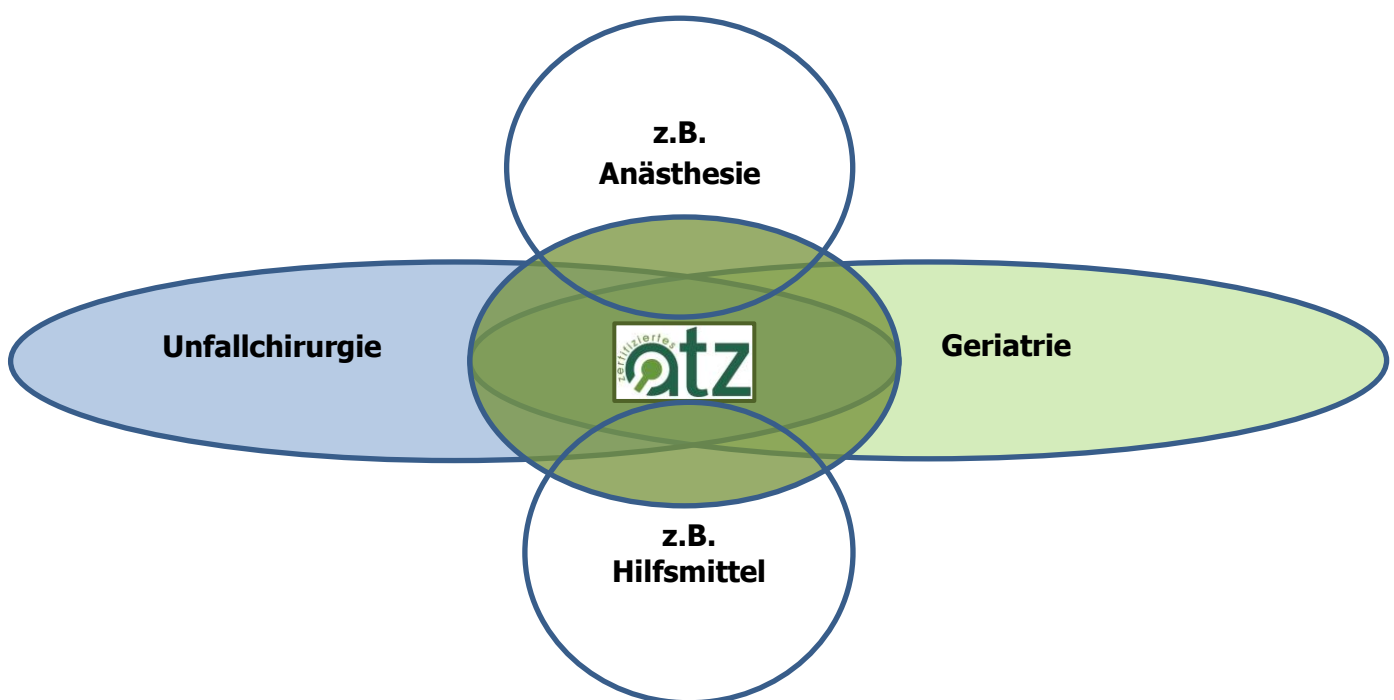 z.B.
Anästhesie
Unfallchirurgie
zertifiziertes
atz
Geriatrie
z.B.
Hilfsmittel